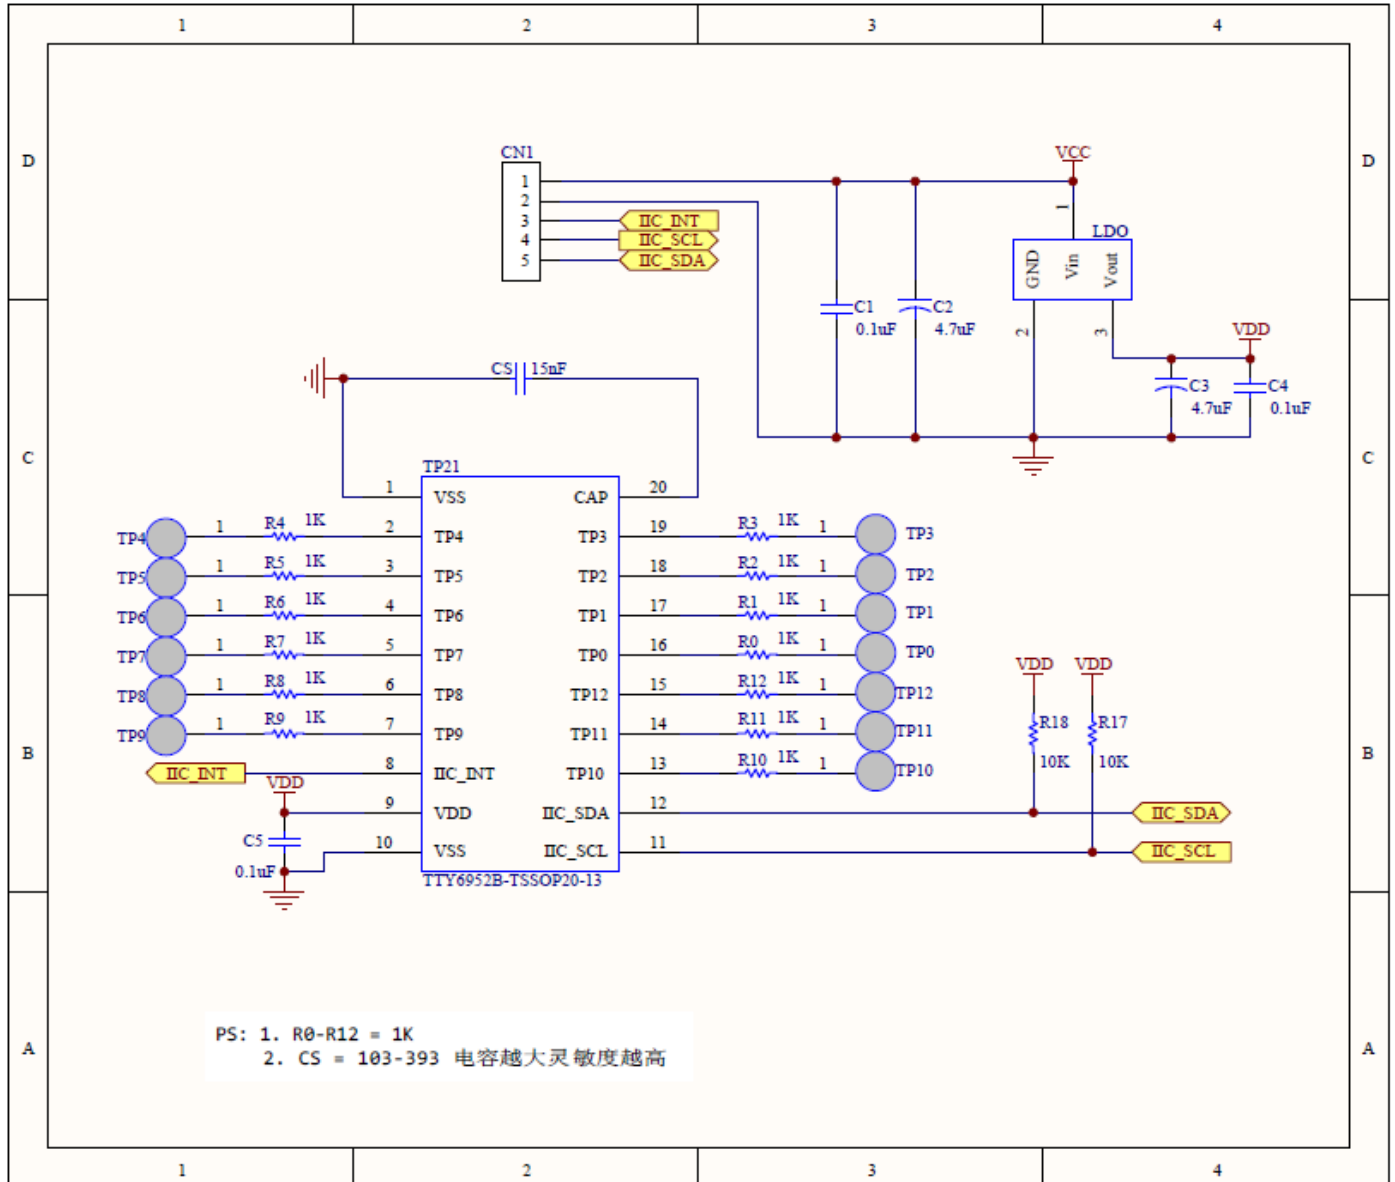 1 2 3 4
D D
CN1
VCC
1
2
3 IIC_INT
4 IIC_SCL
5 IIC_SDA
1
LDO
GND Vin Vout
C1
0.1uF
C2
4.7uF
2 3
VDD
CS 15nF
C3
4.7uF
C4
0.1uF
C C
TP21
1 VSS CAP 20
TP4 1 R4 1K 2 TP4 TP3 19 R3 1K 1 TP3
TP5 1 R5 1K 3 TP5 TP2 18 R2 1K 1 TP2
TP6 1 R6 1K 4 TP6 TP1 17 R1 1K 1 TP1
TP7 1 R7 1K 5 TP7 TP0 16 R0 1K 1 TP0
TP8 1 R8 1K 6 TP8 TP12 15 R12 1K 1 TP12
TP9 1 R9 1K 7 TP9 TP11 14 R11 1K 1 TP11
IIC_INT 8 IIC_INT TP10 13 R10 1K 1 TP10
VDD VDD
R18 R17
10K 10K
B B
VDD
9 VDD IIC_SDA 12 IIC_SDA
C5
0.1uF
10 VSS IIC_SCL 11 IIC_SCL
TTY6952B-TSSOP20-13
PS: 1. R0-R12 = 1K
2. CS = 103-393 电容越大灵敏度越高
A A
1 2 3 4